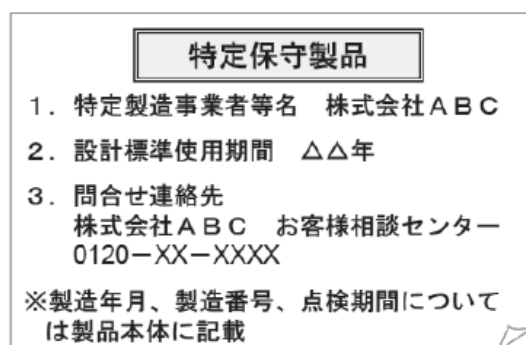 特定保守製品
1．特定製造事業者等名　株式会社ＡＢＣ
2．設計標準使用期間　△△年
3．問合せ連絡先
株式会社ＡＢＣ　お客様相談センター
0120－XX－XXXX
※製造年月、製造番号、点検期間について
は製品本体に記載